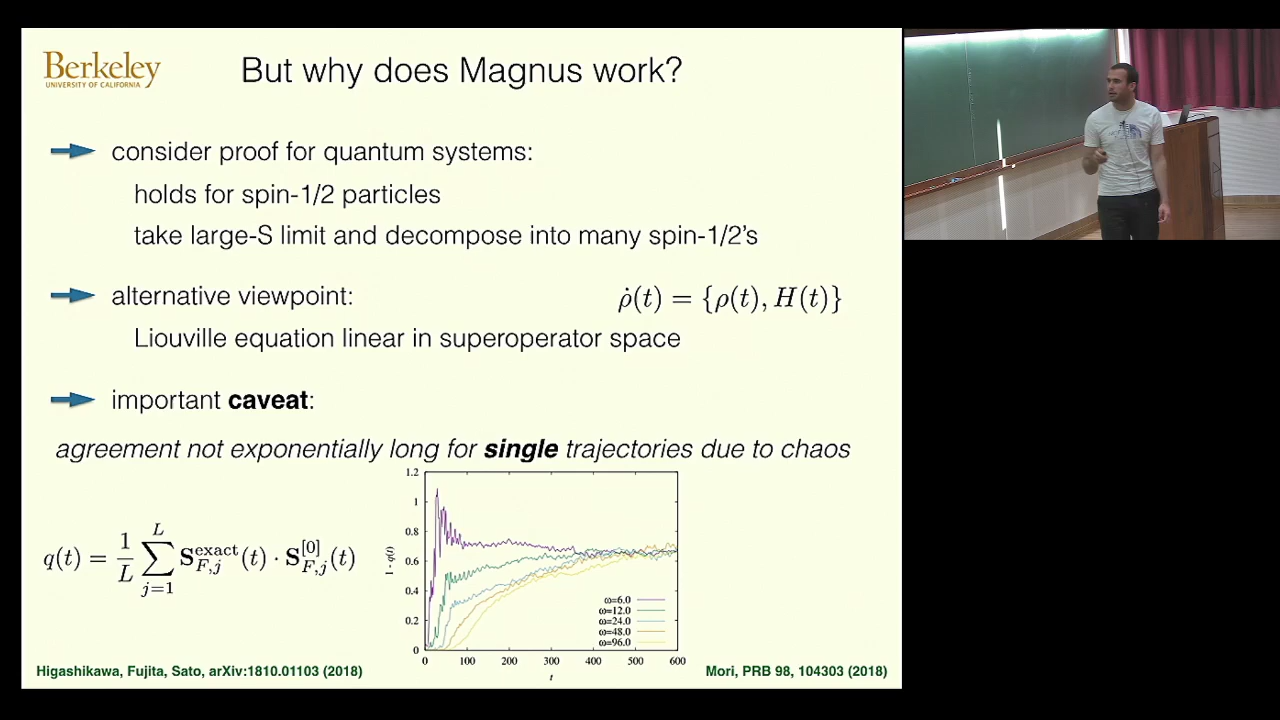 Berkeley
UNIVERSITY OF CALIFORNIA
But why does Magnus work?
consider proof for quantum systems:
holds for spin-1/2 particles
take large-S limit and decompose into many spin-1/2's
alternative viewpoint:
ρ̇(t) = {ρ(t), H(t)}
Liouville equation linear in superoperator space
important caveat:
agreement not exponentially long for single trajectories due to chaos
q(t) = 1/L ∑_{j=1}^{L} S_{F,j}^{exact}(t) · S_{F,j}^{[0]}(t)
1.2
1
0.8
0.6
0.4
0.2
0
1 - q(t)
ω=6.0
ω=12.0
ω=24.0
ω=48.0
ω=96.0
0 100 200 300 400 500 600
t
Higashikawa, Fujita, Sato, arXiv:1810.01103 (2018)
Mori, PRB 98, 104303 (2018)